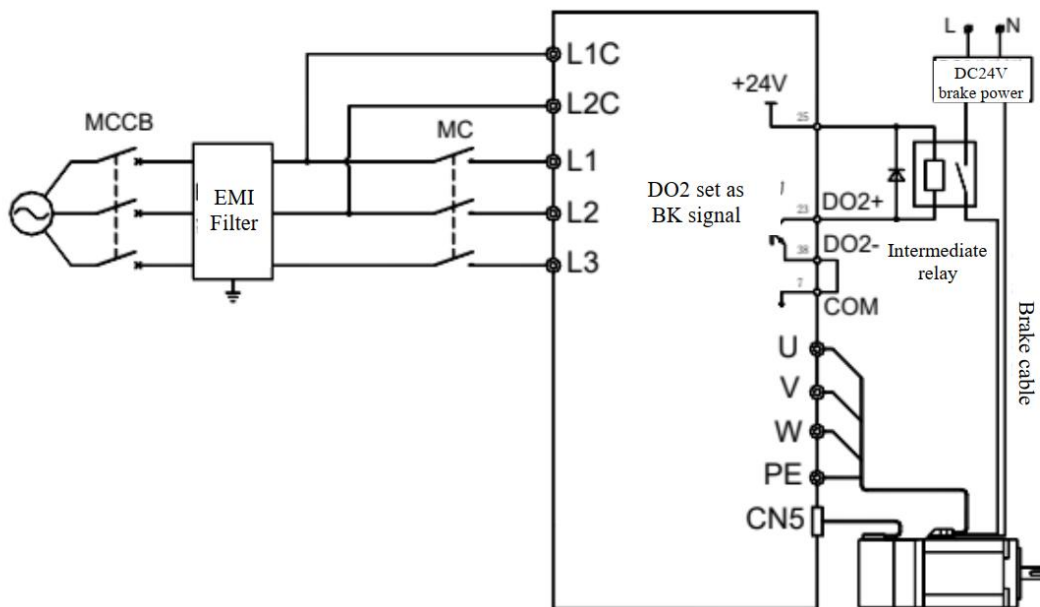 L1C
L2C
MCCB
EMI
Filter
MC
L1
L2
L3
DO2 set as
BK signal
+24V
25
23
DO2+
38
DO2-
7
COM
U
V
W
PE
CN5
L
N
DC24V
brake power
Intermediate
relay
Brake cable